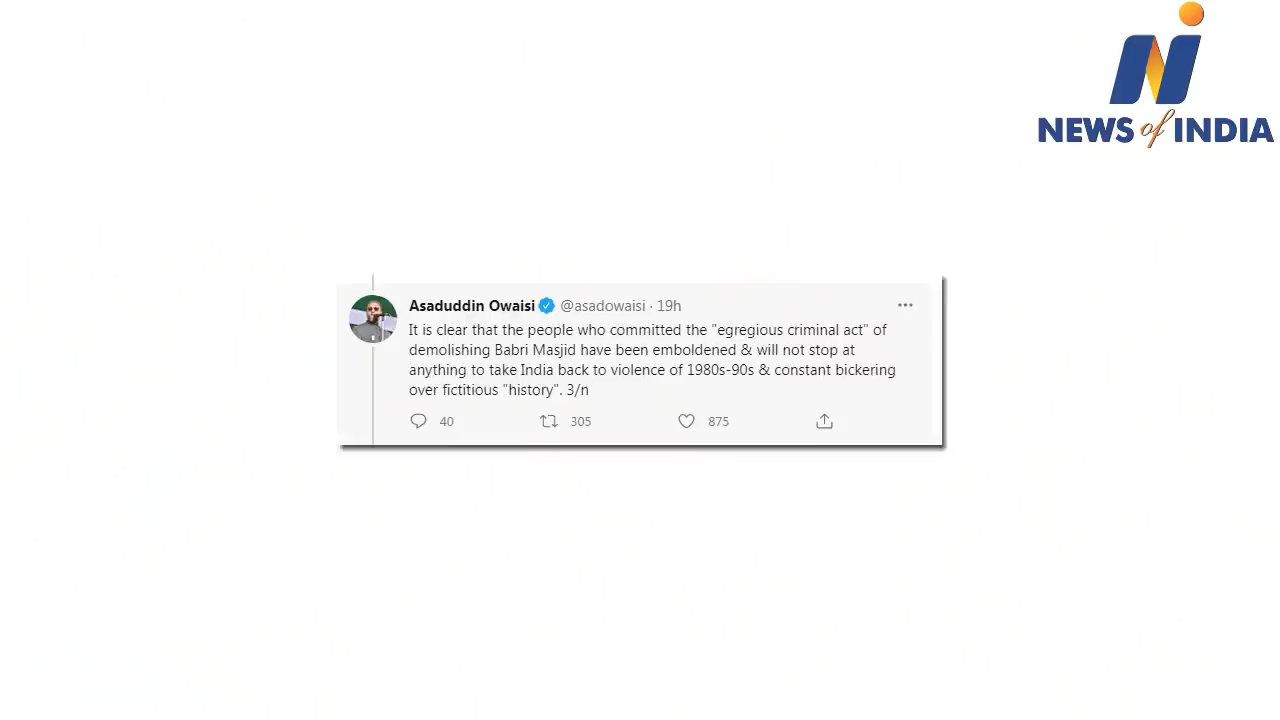 NEWS of INDIA
Asaduddin Owaisi @asadowaisi · 19h
It is clear that the people who committed the "egregious criminal act" of
demolishing Babri Masjid have been emboldened & will not stop at
anything to take India back to violence of 1980s-90s & constant bickering
over fictitious "history". 3/n
40 305 875